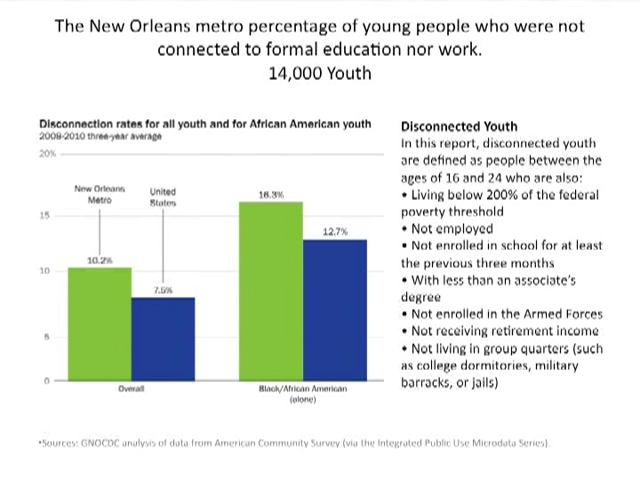 The New Orleans metro percentage of young people who were not
connected to formal education nor work.
14,000 Youth
Disconnection rates for all youth and for African American youth
2008-2010 three-year average
20%
New Orleans
Metro
United
States
16.3%
15
12.7%
10.2%
10
7.5%
5
0
Overall
Black/African American
(alone)
Disconnected Youth
In this report, disconnected youth
are defined as people between the
ages of 16 and 24 who are also:
• Living below 200% of the federal
poverty threshold
• Not employed
• Not enrolled in school for at least
the previous three months
• With less than an associate's
degree
• Not enrolled in the Armed Forces
• Not receiving retirement income
• Not living in group quarters (such
as college dormitories, military
barracks, or jails)
*Sources: GNOCDC analysis of data from American Community Survey (via the Integrated Public Use Microdata Series).